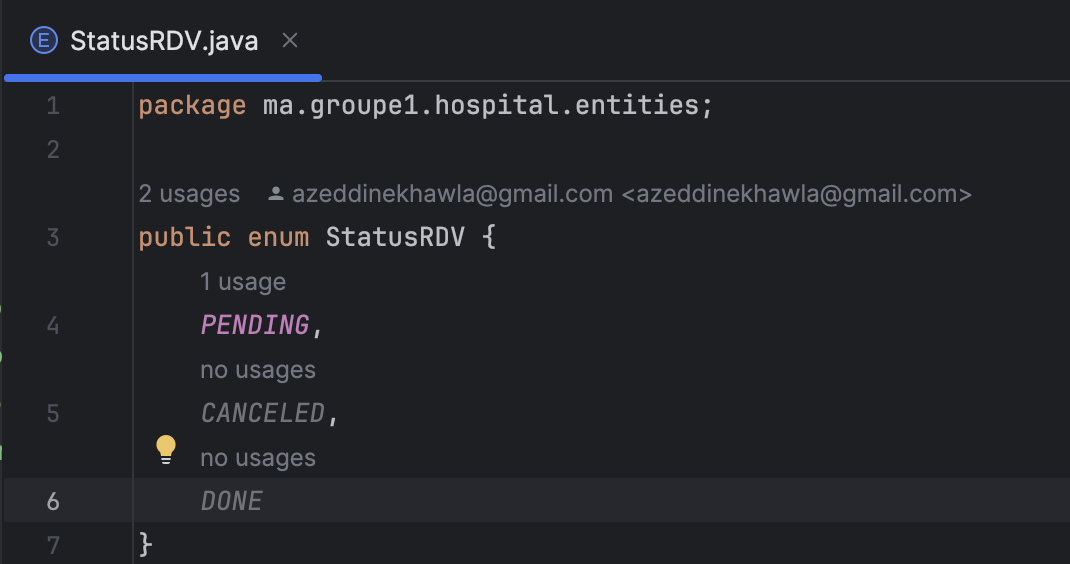 E StatusRDV.java ×
1 package ma.groupe1.hospital.entities;
2
2 usages azeddinekhawla@gmail.com <azeddinekhawla@gmail.com>
3 public enum StatusRDV {
1 usage
4 PENDING,
no usages
5 CANCELED,
no usages
6 DONE
7 }